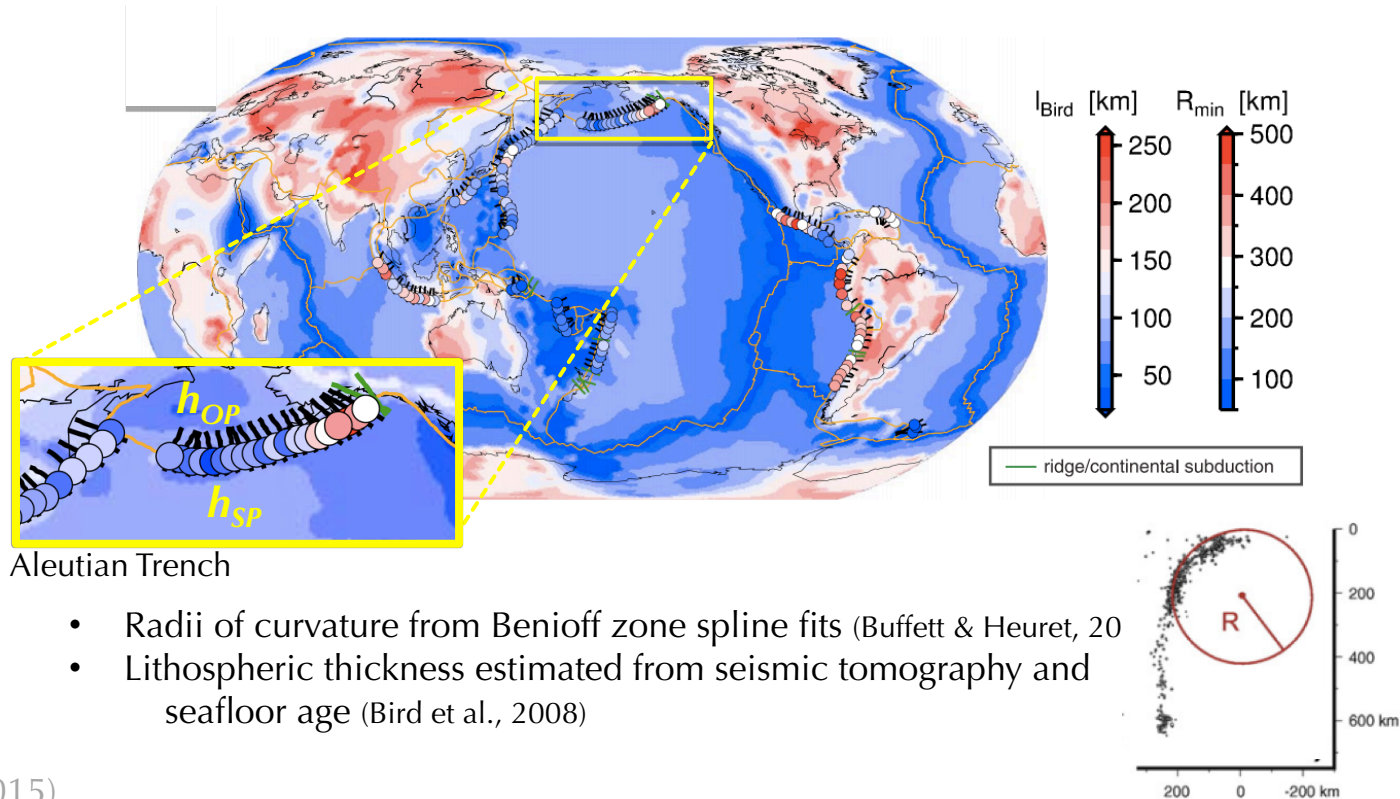 l_Bird [km] R_min [km]
250 500
200 400
150 300
100 200
50 100
ridge/continental subduction
h_OP
h_SP
Aleutian Trench
• Radii of curvature from Benioff zone spline fits (Buffett & Heuret, 20
• Lithospheric thickness estimated from seismic tomography and
seafloor age (Bird et al., 2008)
R
0
200
400
600 km
200 0 -200 km
015)